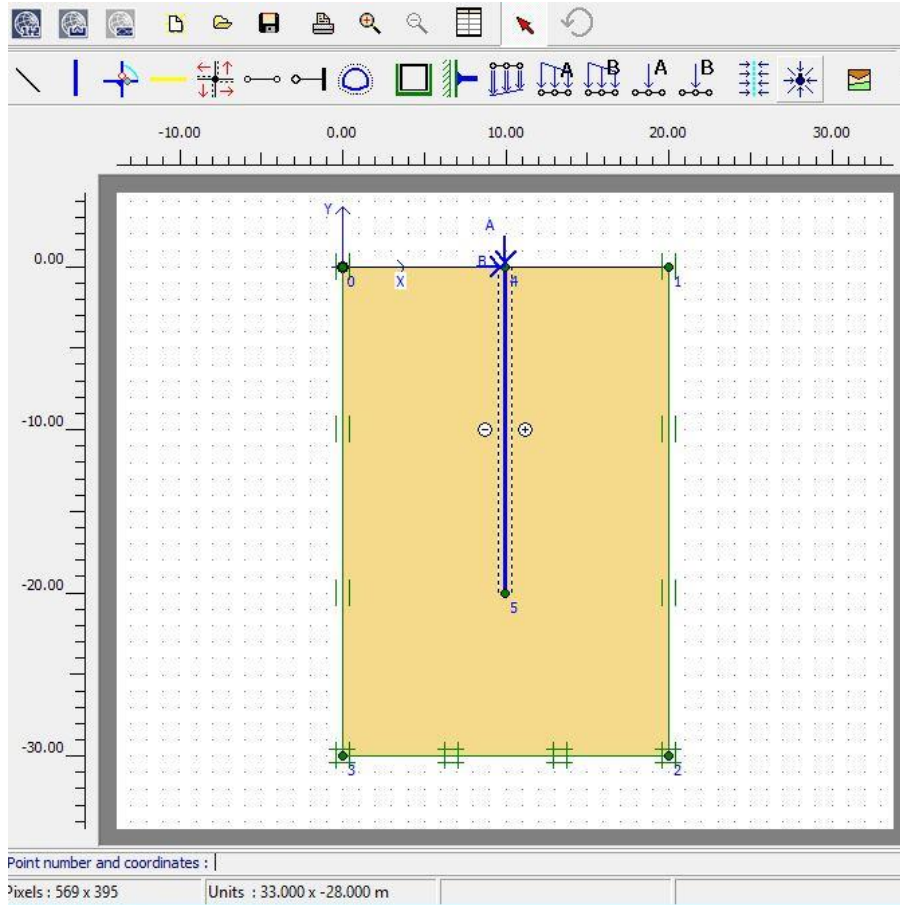 A B A B
-10.00 0.00 10.00 20.00 30.00
Y
A
0.00
B
0 X 4 1
-10.00
- +
-20.00
5
-30.00
3 2
Point number and coordinates :
Pixels : 569 x 395 Units : 33.000 x -28.000 m